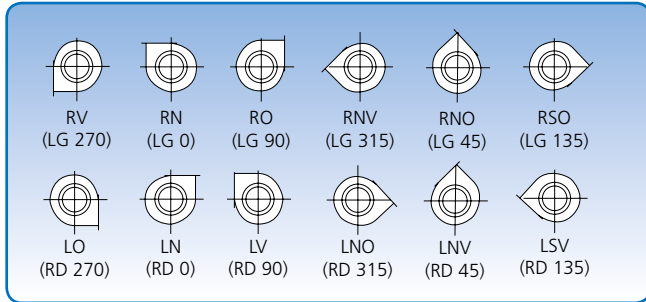 RV RN RO RNV RNO RSO
(LG 270) (LG 0) (LG 90) (LG 315) (LG 45) (LG 135)
LO LN LV LNO LNV LSV
(RD 270) (RD 0) (RD 90) (RD 315) (RD 45) (RD 135)